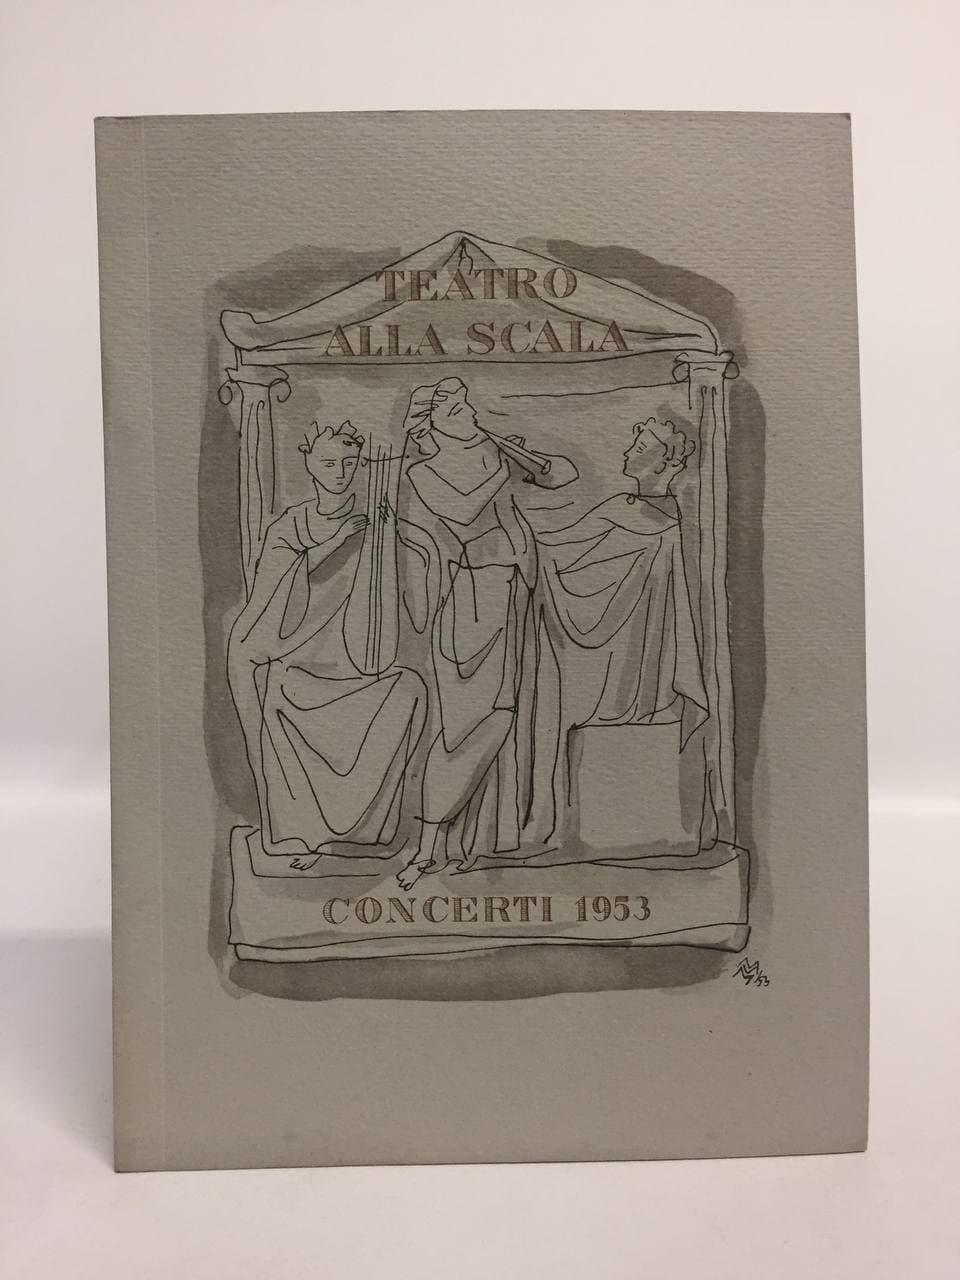 TEATRO
ALLA SCALA
CONCERTI 1953